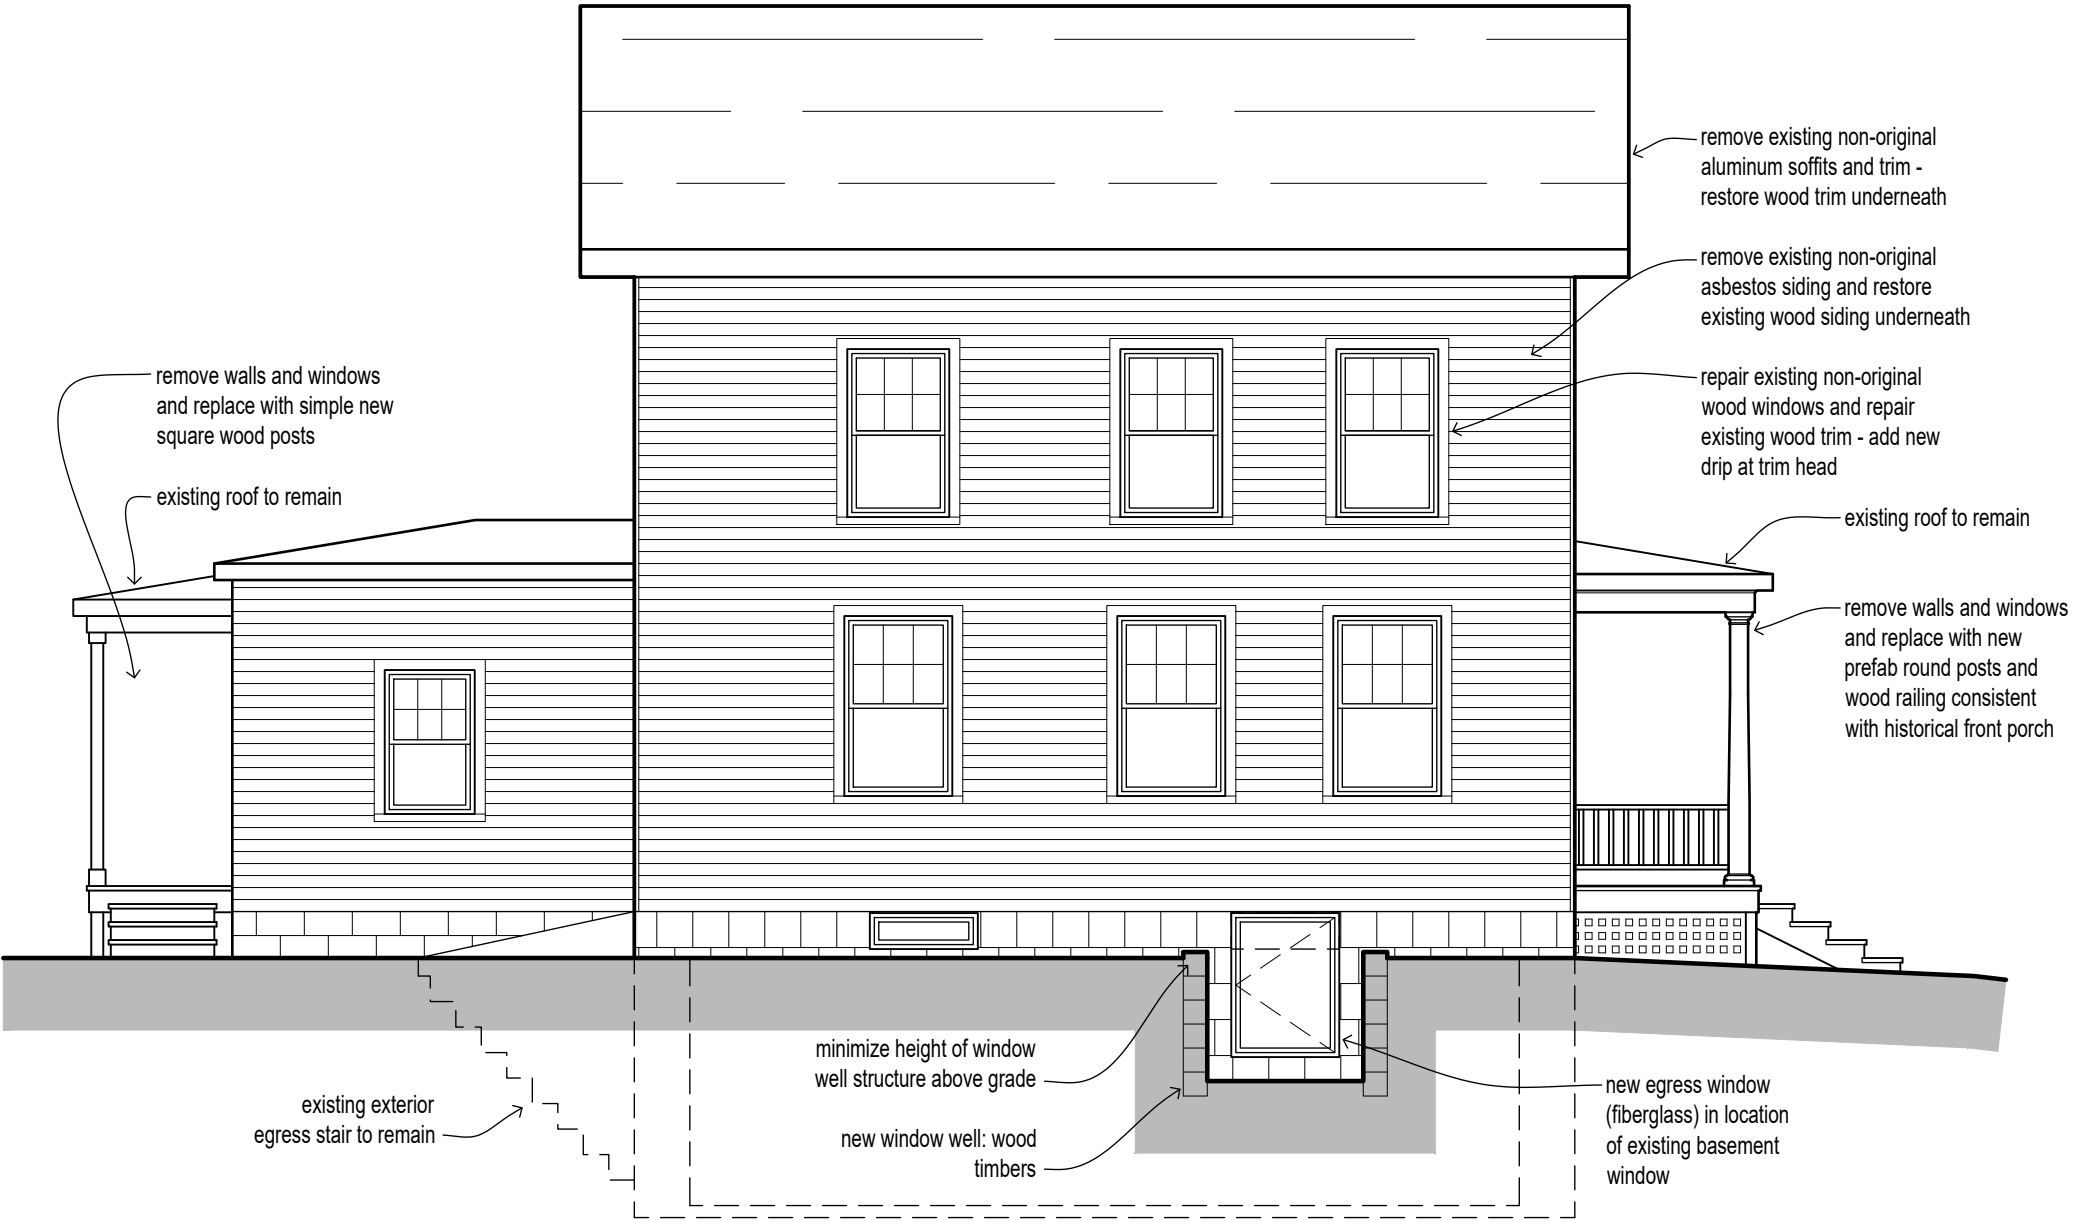 remove existing non-original
aluminum soffits and trim -
restore wood trim underneath
remove existing non-original
asbestos siding and restore
existing wood siding underneath
remove walls and windows
and replace with simple new
square wood posts
repair existing non-original
wood windows and repair
existing wood trim - add new
drip at trim head
existing roof to remain
existing roof to remain
remove walls and windows
and replace with new
prefab round posts and
wood railing consistent
with historical front porch
minimize height of window
well structure above grade
existing exterior
egress stair to remain
new window well: wood
timbers
new egress window
(fiberglass) in location
of existing basement
window